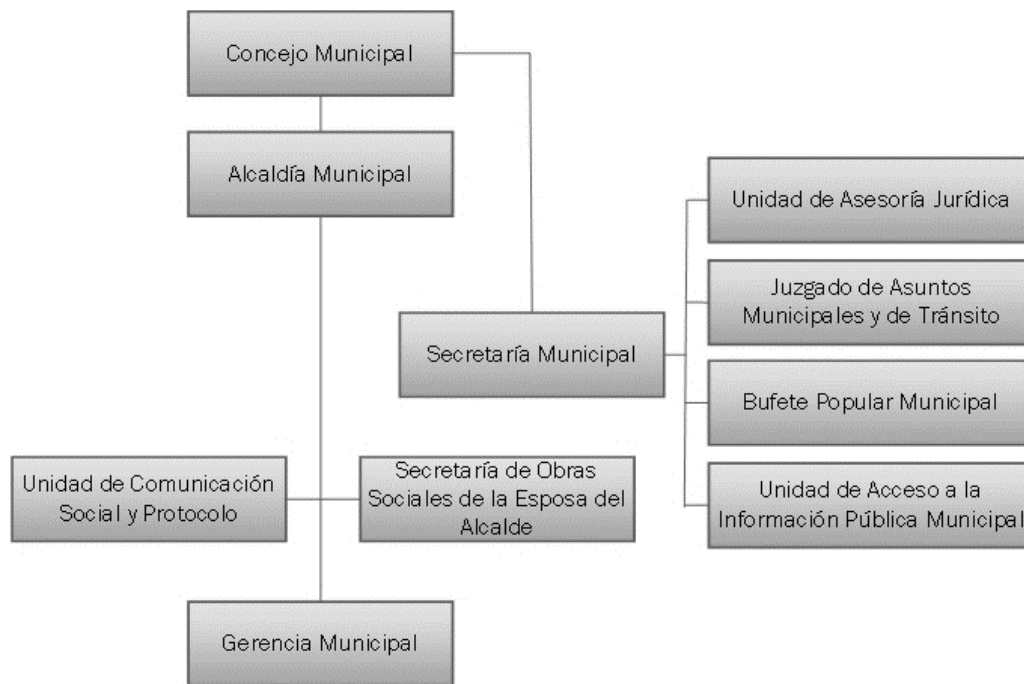 Concejo Municipal
Alcaldía Municipal
Unidad de Asesoría Jurídica
Juzgado de Asuntos
Municipales y de Tránsito
Secretaría Municipal
Bufete Popular Municipal
Unidad de Comunicación
Social y Protocolo
Secretaría de Obras
Sociales de la Esposa del
Alcalde
Unidad de Acceso a la
Información Pública Municipal
Gerencia Municipal